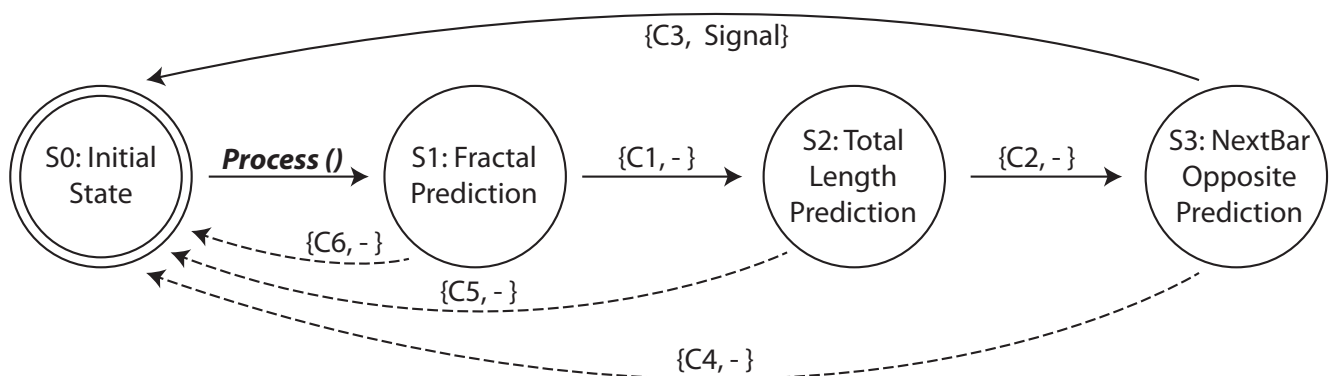 {C3, Signal}
S0: Initial
State
Process ()
S1: Fractal
Prediction
{C1, - }
S2: Total
Length
Prediction
{C2, - }
S3: NextBar
Opposite
Prediction
{C6, - }
{C5, - }
{C4, - }